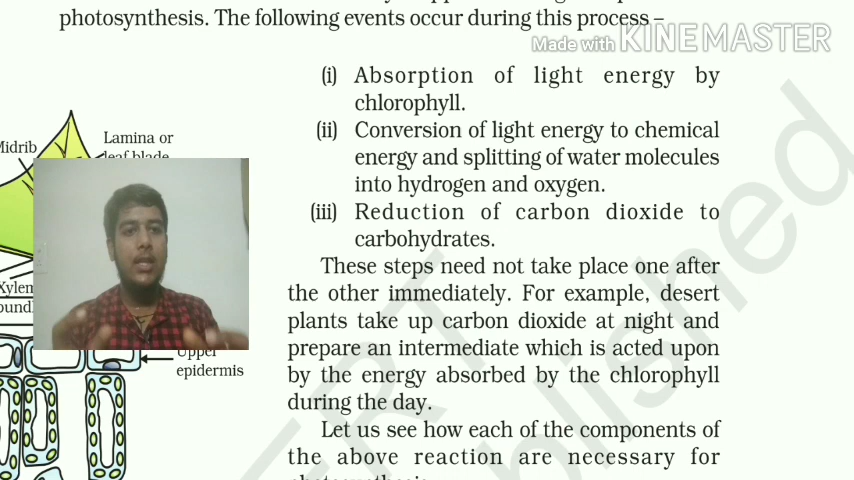 photosynthesis. The following events occur during this process –
Made with KINEMASTER
(i) Absorption of light energy by
chlorophyll.
(ii) Conversion of light energy to chemical
energy and splitting of water molecules
into hydrogen and oxygen.
(iii) Reduction of carbon dioxide to
carbohydrates.
These steps need not take place one after
the other immediately. For example, desert
plants take up carbon dioxide at night and
prepare an intermediate which is acted upon
by the energy absorbed by the chlorophyll
during the day.
Let us see how each of the components of
the above reaction are necessary for
Midrib
Lamina or
leaf blade
Xylem
Upper
epidermis